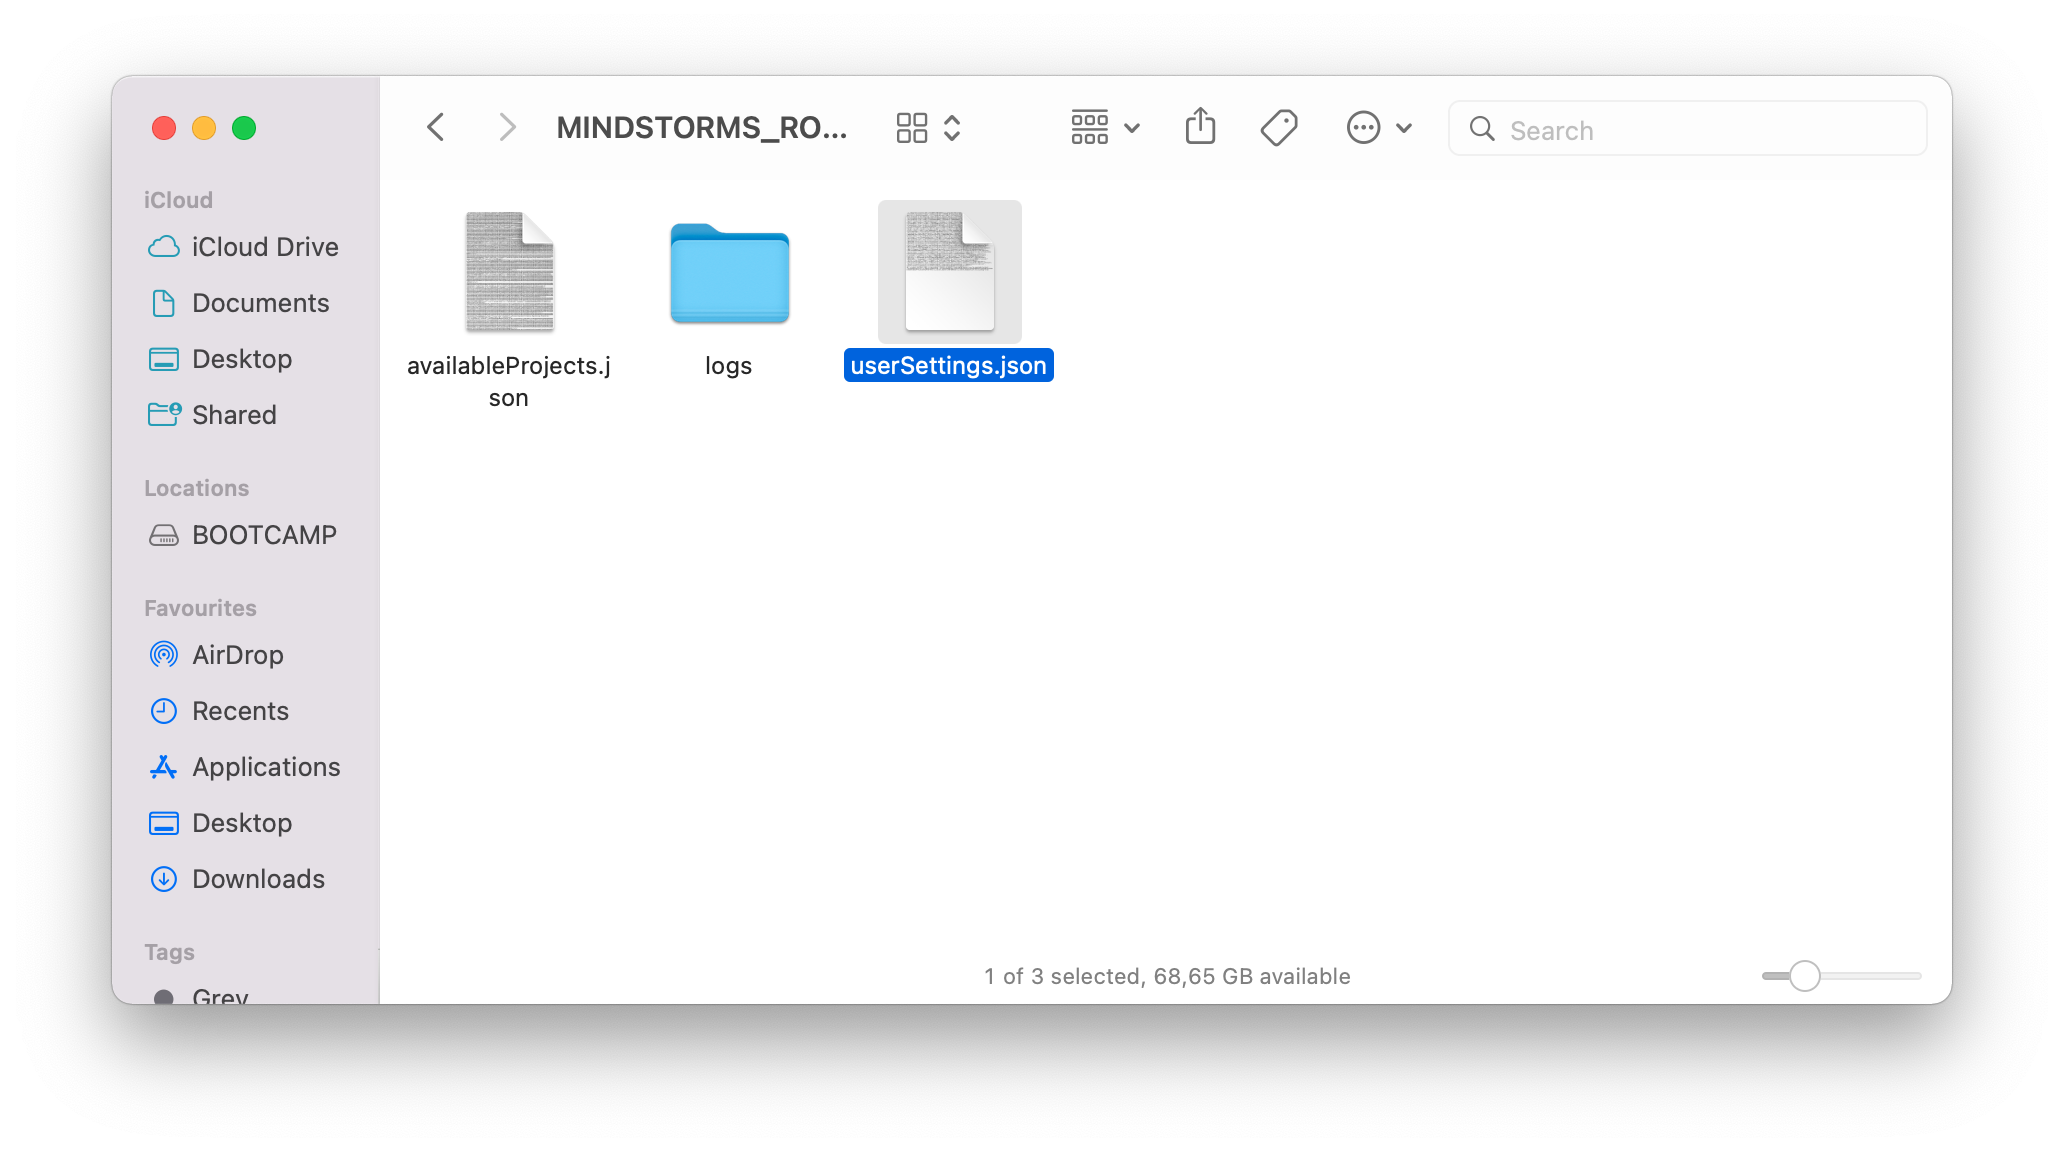 MINDSTORMS_RO...
Search
iCloud
iCloud Drive
Documents
Desktop
Shared
Locations
BOOTCAMP
Favourites
AirDrop
Recents
Applications
Desktop
Downloads
Tags
Grey
availableProjects.j
son
logs
userSettings.json
1 of 3 selected, 68,65 GB available